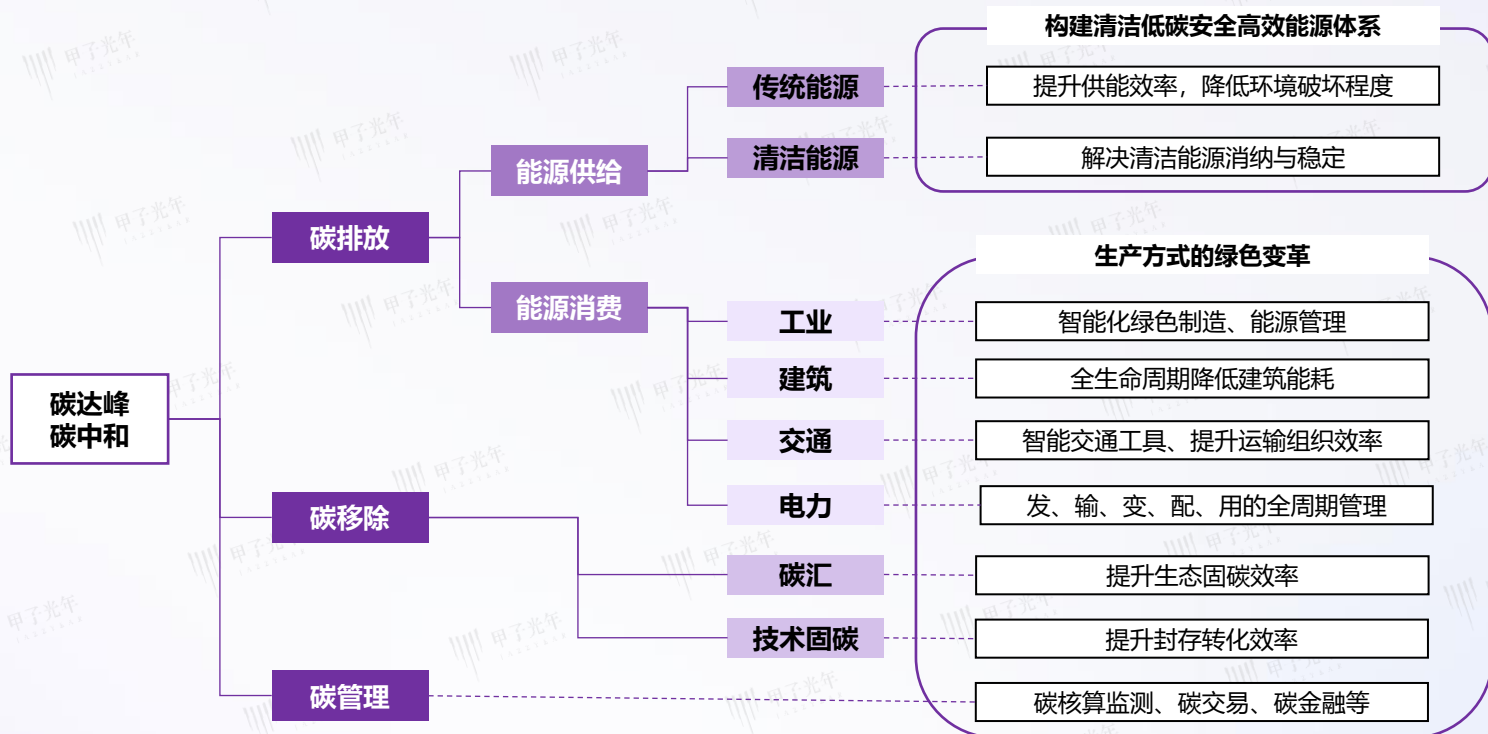 构建清洁低碳安全高效能源体系
传统能源
提升供能效率，降低环境破坏程度
清洁能源
解决清洁能源消纳与稳定
能源供给
碳排放
生产方式的绿色变革
能源消费
工业
智能化绿色制造、能源管理
建筑
全生命周期降低建筑能耗
碳达峰
碳中和
交通
智能交通工具、提升运输组织效率
电力
发、输、变、配、用的全周期管理
碳移除
碳汇
提升生态固碳效率
技术固碳
提升封存转化效率
碳管理
碳核算监测、碳交易、碳金融等
甲子光年